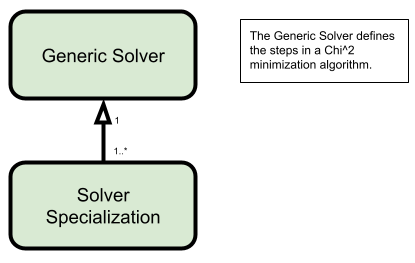 Generic Solver
The Generic Solver defines
the steps in a Chi^2
minimization algorithm.
1
1..*
Solver
Specialization